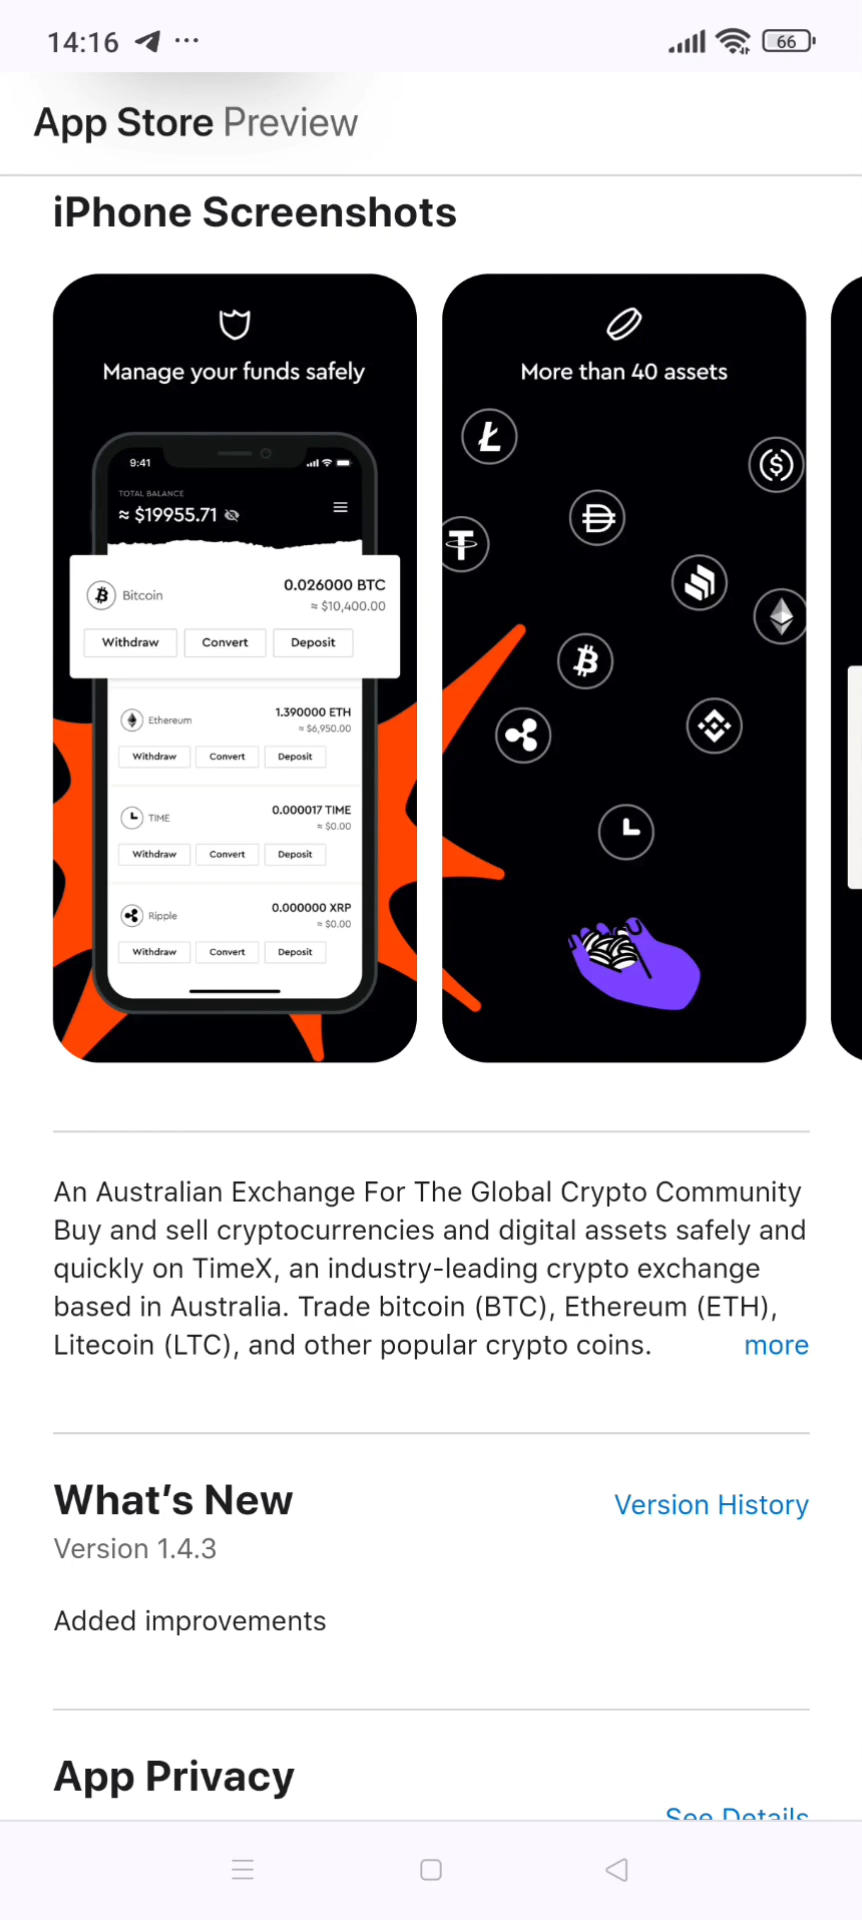 14:16
66
App Store Preview
iPhone Screenshots
Manage your funds safely
9:41
TOTAL BALANCE
≈ $19955.71
Bitcoin
0.026000 BTC
≈ $10,400.00
Withdraw Convert Deposit
Ethereum
1.390000 ETH
≈ $6,950.00
Withdraw Convert Deposit
TIME
0.000017 TIME
≈ $0.00
Withdraw Convert Deposit
Ripple
0.000000 XRP
≈ $0.00
Withdraw Convert Deposit
More than 40 assets
An Australian Exchange For The Global Crypto Community
Buy and sell cryptocurrencies and digital assets safely and
quickly on TimeX, an industry-leading crypto exchange
based in Australia. Trade bitcoin (BTC), Ethereum (ETH),
Litecoin (LTC), and other popular crypto coins. more
What's New
Version History
Version 1.4.3
Added improvements
App Privacy
See Details